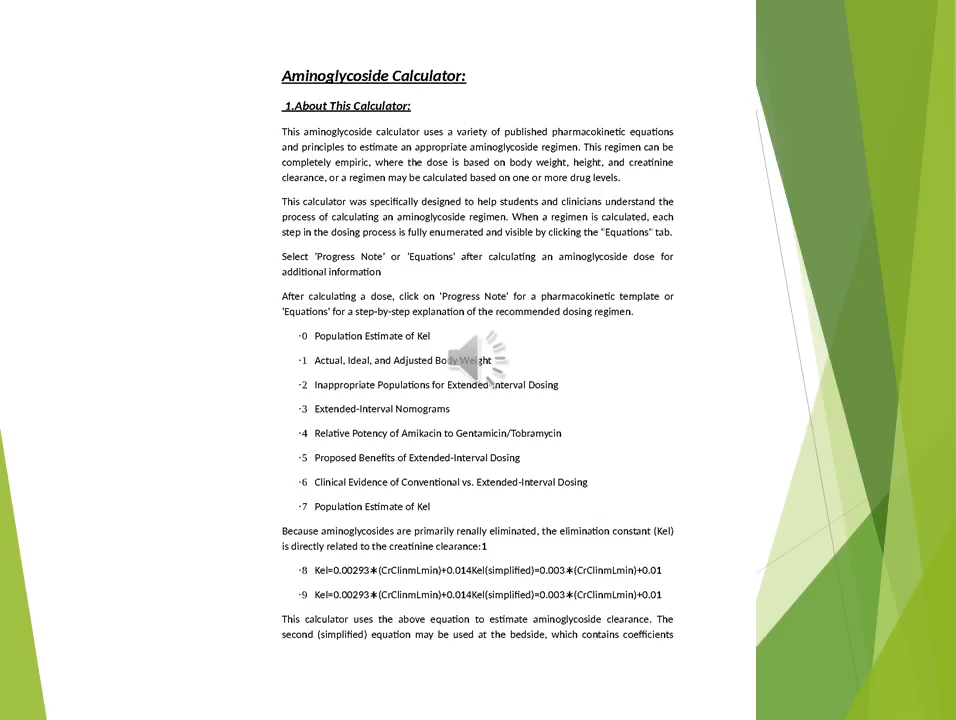 Aminoglycoside Calculator:
1.About This Calculator:
This aminoglycoside calculator uses a variety of published pharmacokinetic equations
and principles to estimate an appropriate aminoglycoside regimen. This regimen can be
completely empiric, where the dose is based on body weight, height, and creatinine
clearance, or a regimen may be calculated based on one or more drug levels.
This calculator was specifically designed to help students and clinicians understand the
process of calculating an aminoglycoside regimen. When a regimen is calculated, each
step in the dosing process is fully enumerated and visible by clicking the "Equations" tab.
Select 'Progress Note' or 'Equations' after calculating an aminoglycoside dose for
additional information
After calculating a dose, click on 'Progress Note' for a pharmacokinetic template or
'Equations' for a step-by-step explanation of the recommended dosing regimen.
·0 Population Estimate of Kel
·1 Actual, Ideal, and Adjusted Body Weight
·2 Inappropriate Populations for Extended-Interval Dosing
·3 Extended-Interval Nomograms
·4 Relative Potency of Amikacin to Gentamicin/Tobramycin
·5 Proposed Benefits of Extended-Interval Dosing
·6 Clinical Evidence of Conventional vs. Extended-Interval Dosing
·7 Population Estimate of Kel
Because aminoglycosides are primarily renally eliminated, the elimination constant (Kel)
is directly related to the creatinine clearance:1
·8 Kel=0.00293∗(CrClinmLmin)+0.014Kel(simplified)=0.003∗(CrClinmLmin)+0.01
·9 Kel=0.00293∗(CrClinmLmin)+0.014Kel(simplified)=0.003∗(CrClinmLmin)+0.01
This calculator uses the above equation to estimate aminoglycoside clearance. The
second (simplified) equation may be used at the bedside, which contains coefficients